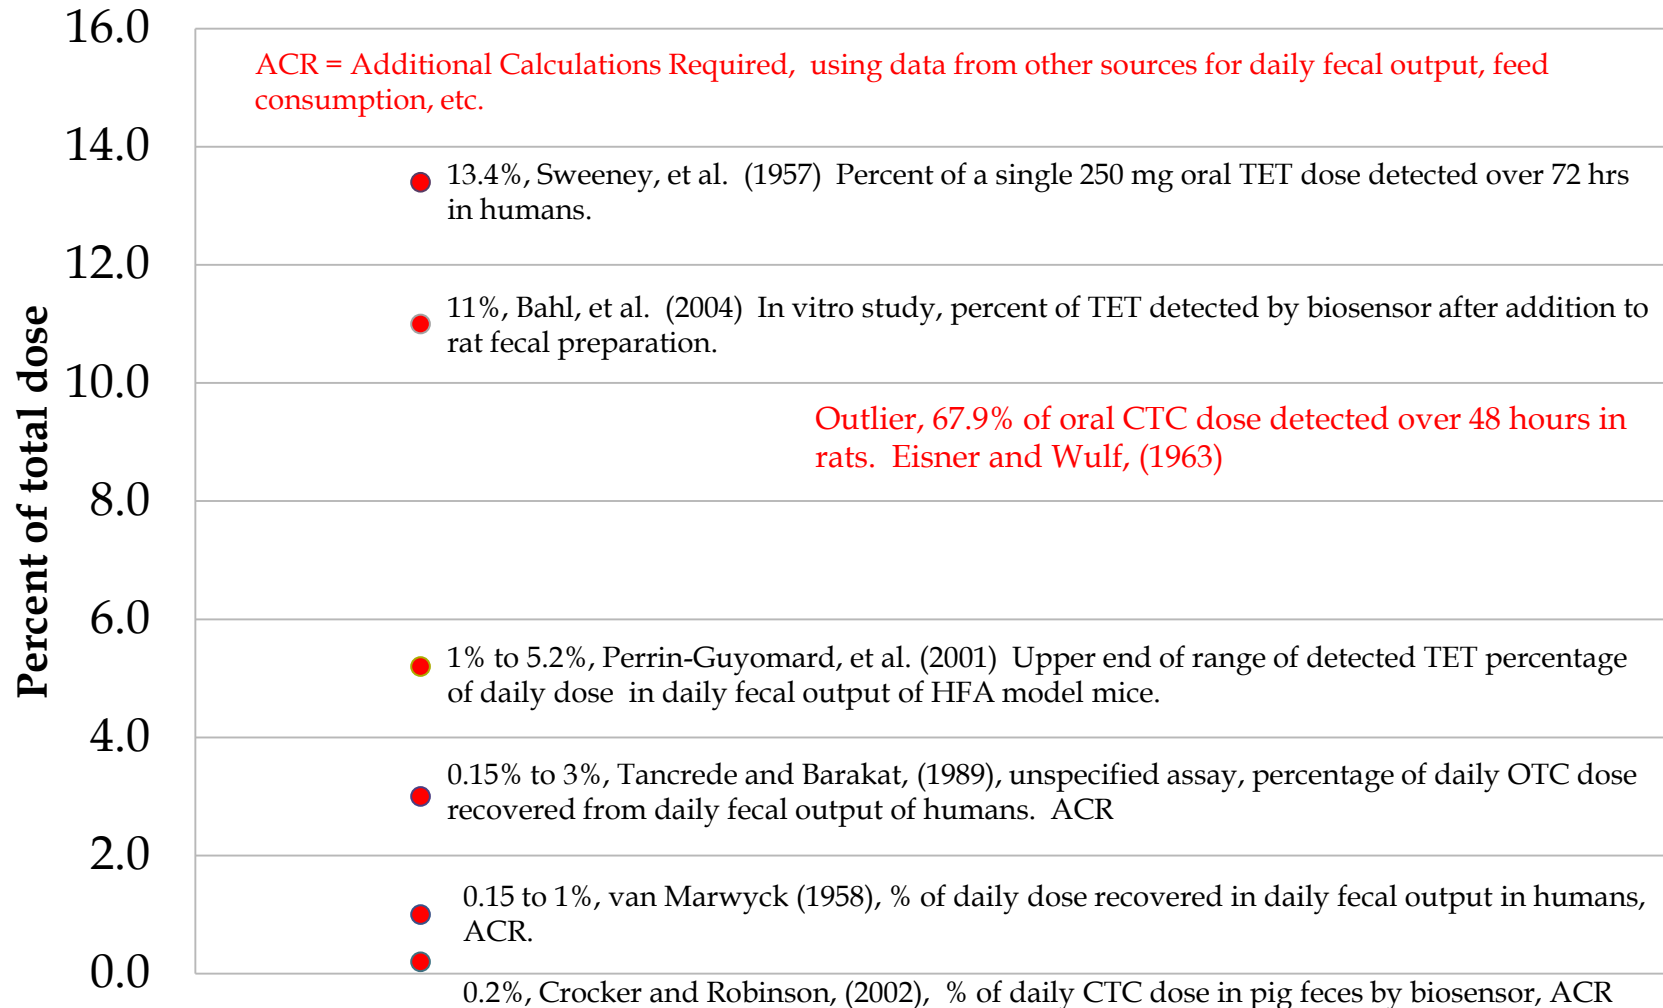 16.0
ACR = Additional Calculations Required,  using data from other sources for daily fecal output, feed
consumption, etc.
14.0
13.4%, Sweeney, et al.  (1957)  Percent of a single 250 mg oral TET dose detected over 72 hrs
in humans.
12.0
11%, Bahl, et al.  (2004)  In vitro study, percent of TET detected by biosensor after addition to
rat fecal preparation.
10.0
Outlier, 67.9% of oral CTC dose detected over 48 hours in
rats.  Eisner and Wulf, (1963)
8.0
Percent of total dose
6.0
1% to 5.2%, Perrin-Guyomard, et al. (2001)  Upper end of range of detected TET percentage
of daily dose  in daily fecal output of HFA model mice.
4.0
0.15% to 3%, Tancrede and Barakat, (1989), unspecified assay, percentage of daily OTC dose
recovered from daily fecal output of humans.  ACR
2.0
0.15 to 1%, van Marwyck (1958), % of daily dose recovered in daily fecal output in humans,
ACR.
0.0
0.2%, Crocker and Robinson, (2002),  % of daily CTC dose in pig feces by biosensor, ACR